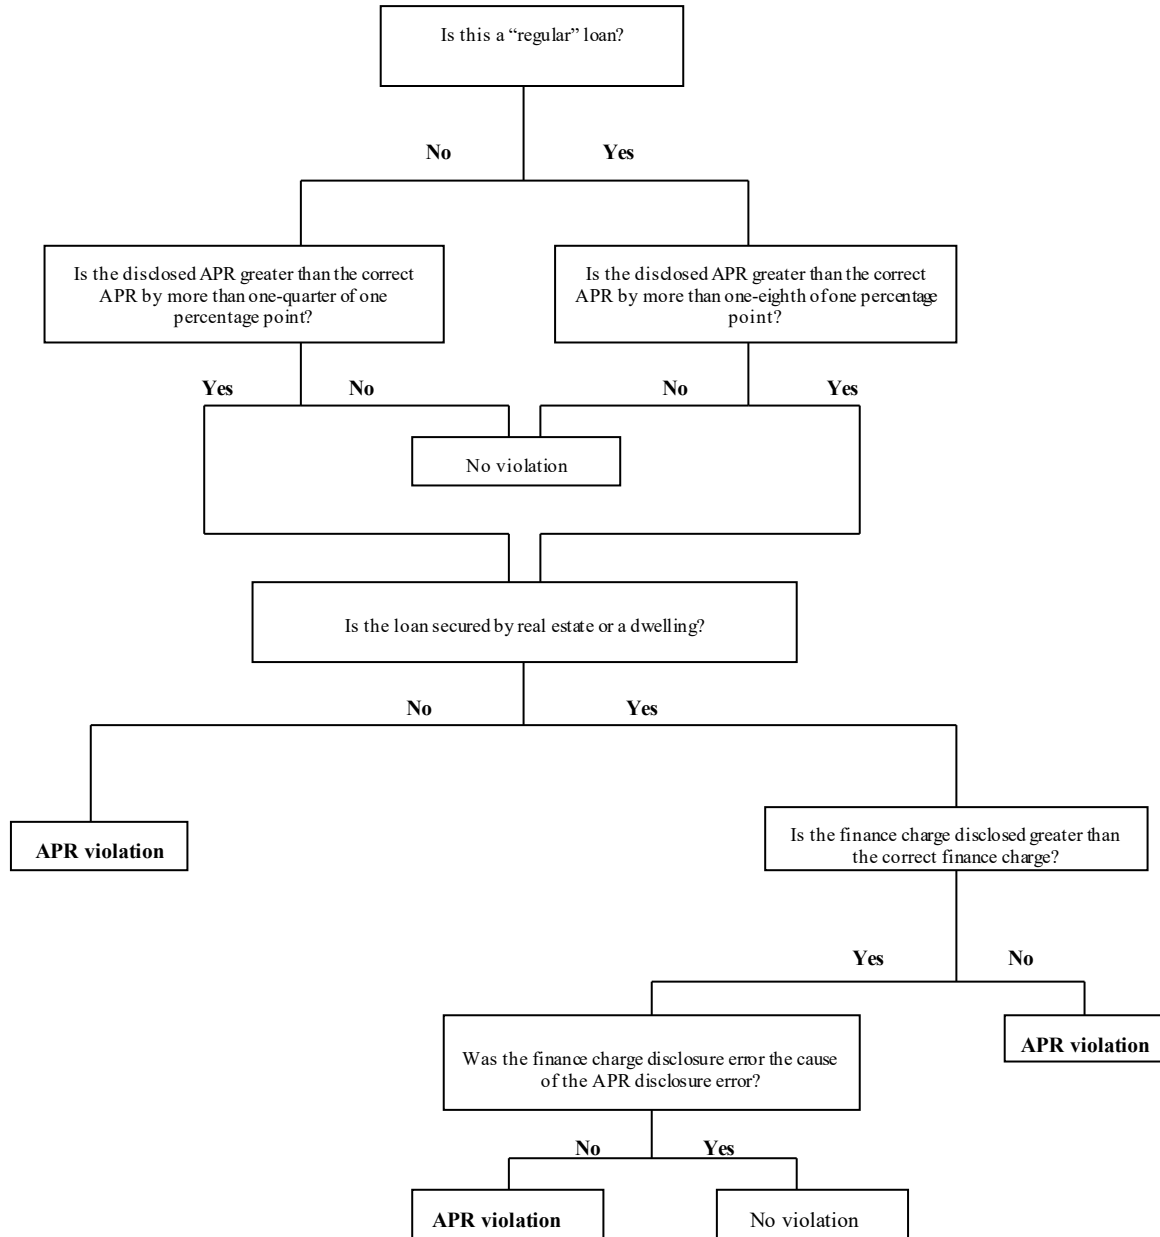 Is this a “regular” loan?
No
Yes
Is the disclosed APR greater than the correct
APR by more than one-quarter of one
percentage point?
Is the disclosed APR greater than the correct
APR by more than one-eighth of one percentage
point?
Yes
No
No
Yes
No violation
Is the loan secured by real estate or a dwelling?
No
Yes
APR violation
Is the finance charge disclosed greater than
the correct finance charge?
Yes
No
Was the finance charge disclosure error the cause
of the APR disclosure error?
APR violation
No
Yes
APR violation
No violation